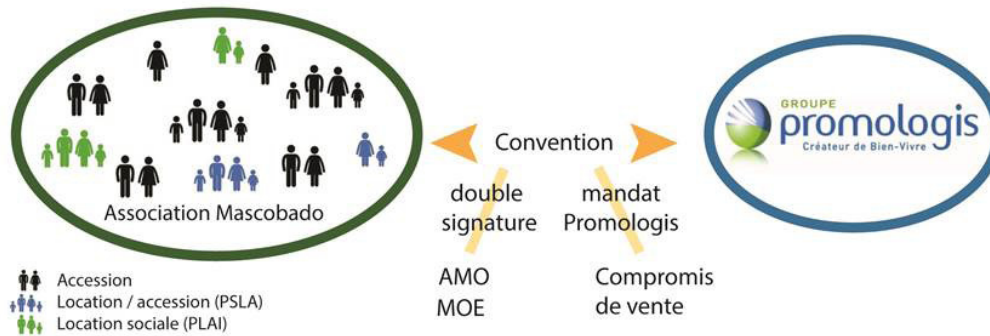 Association Mascobado
Accession
Location / accession (PSLA)
Location sociale (PLAI)
Convention
double
signature
AMO
MOE
mandat
Promologis
Compromis
de vente
GROUPE
promologis
Créateur de Bien-Vivre